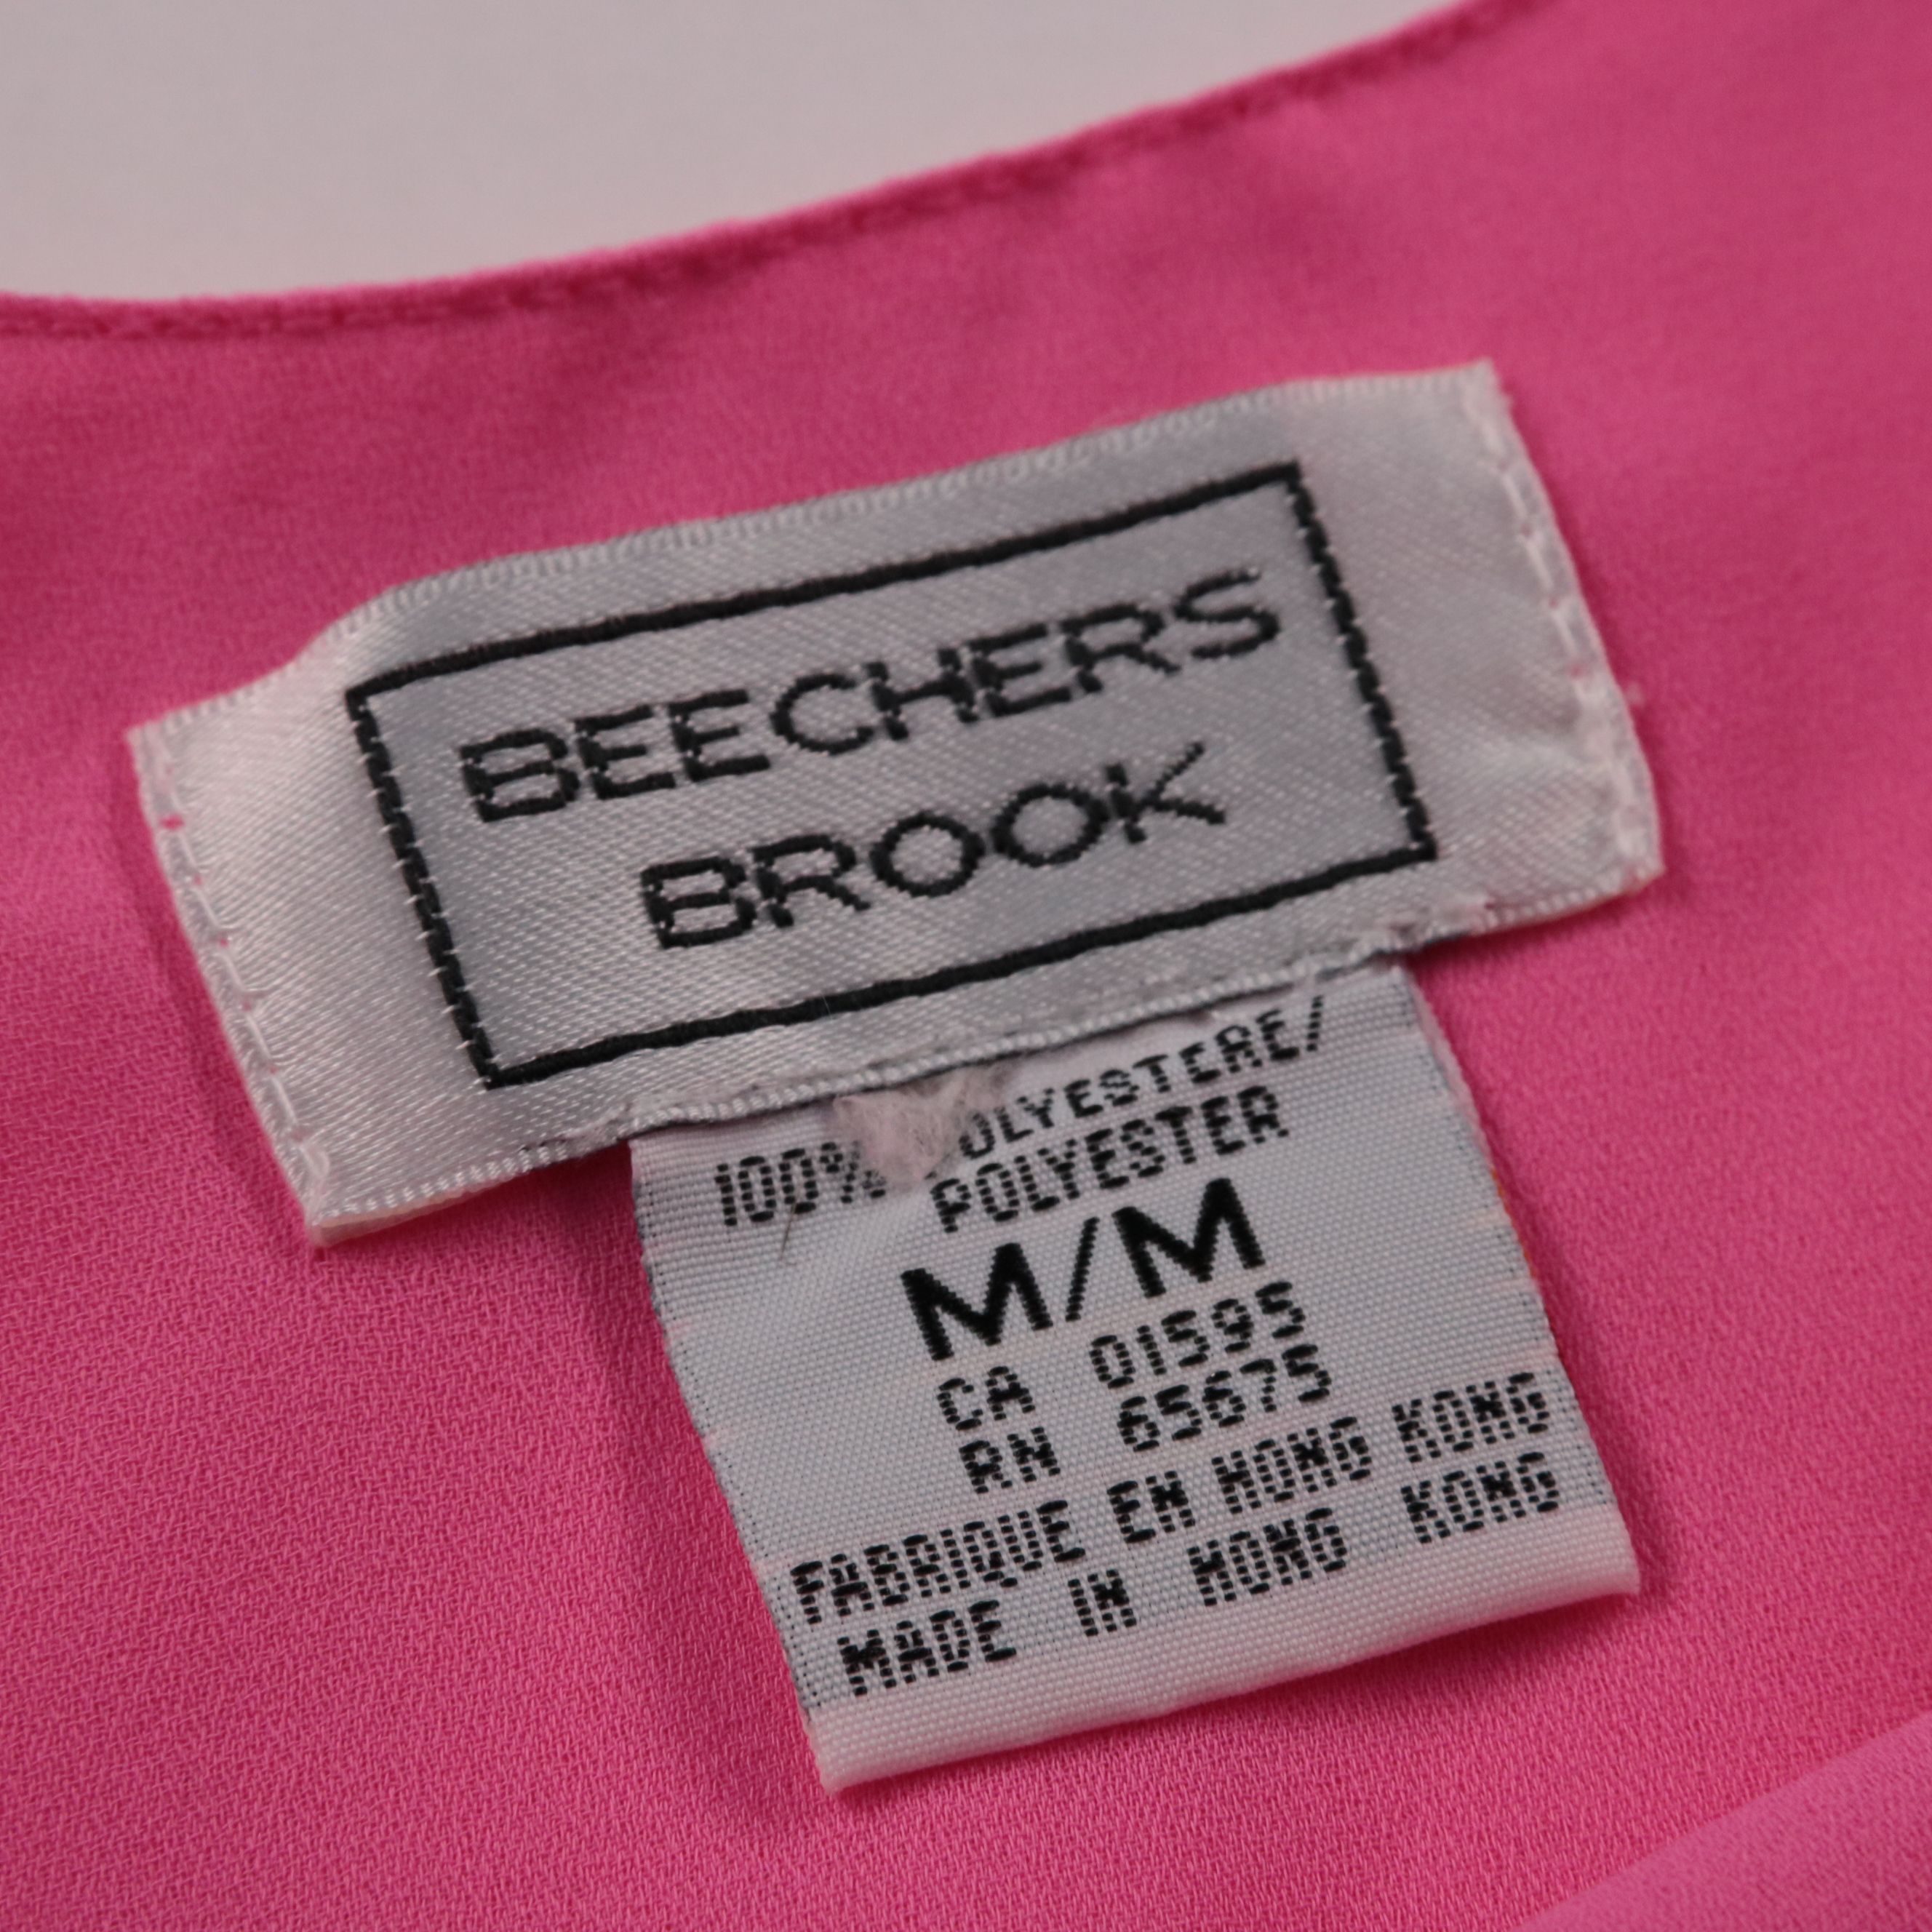 BEECHERS
BROOK
100% POLYESTERE/
POLYESTER
M/M
CA 01595
RN 65675
FABRIQUE EN HONG KONG
MADE IN HONG KONG